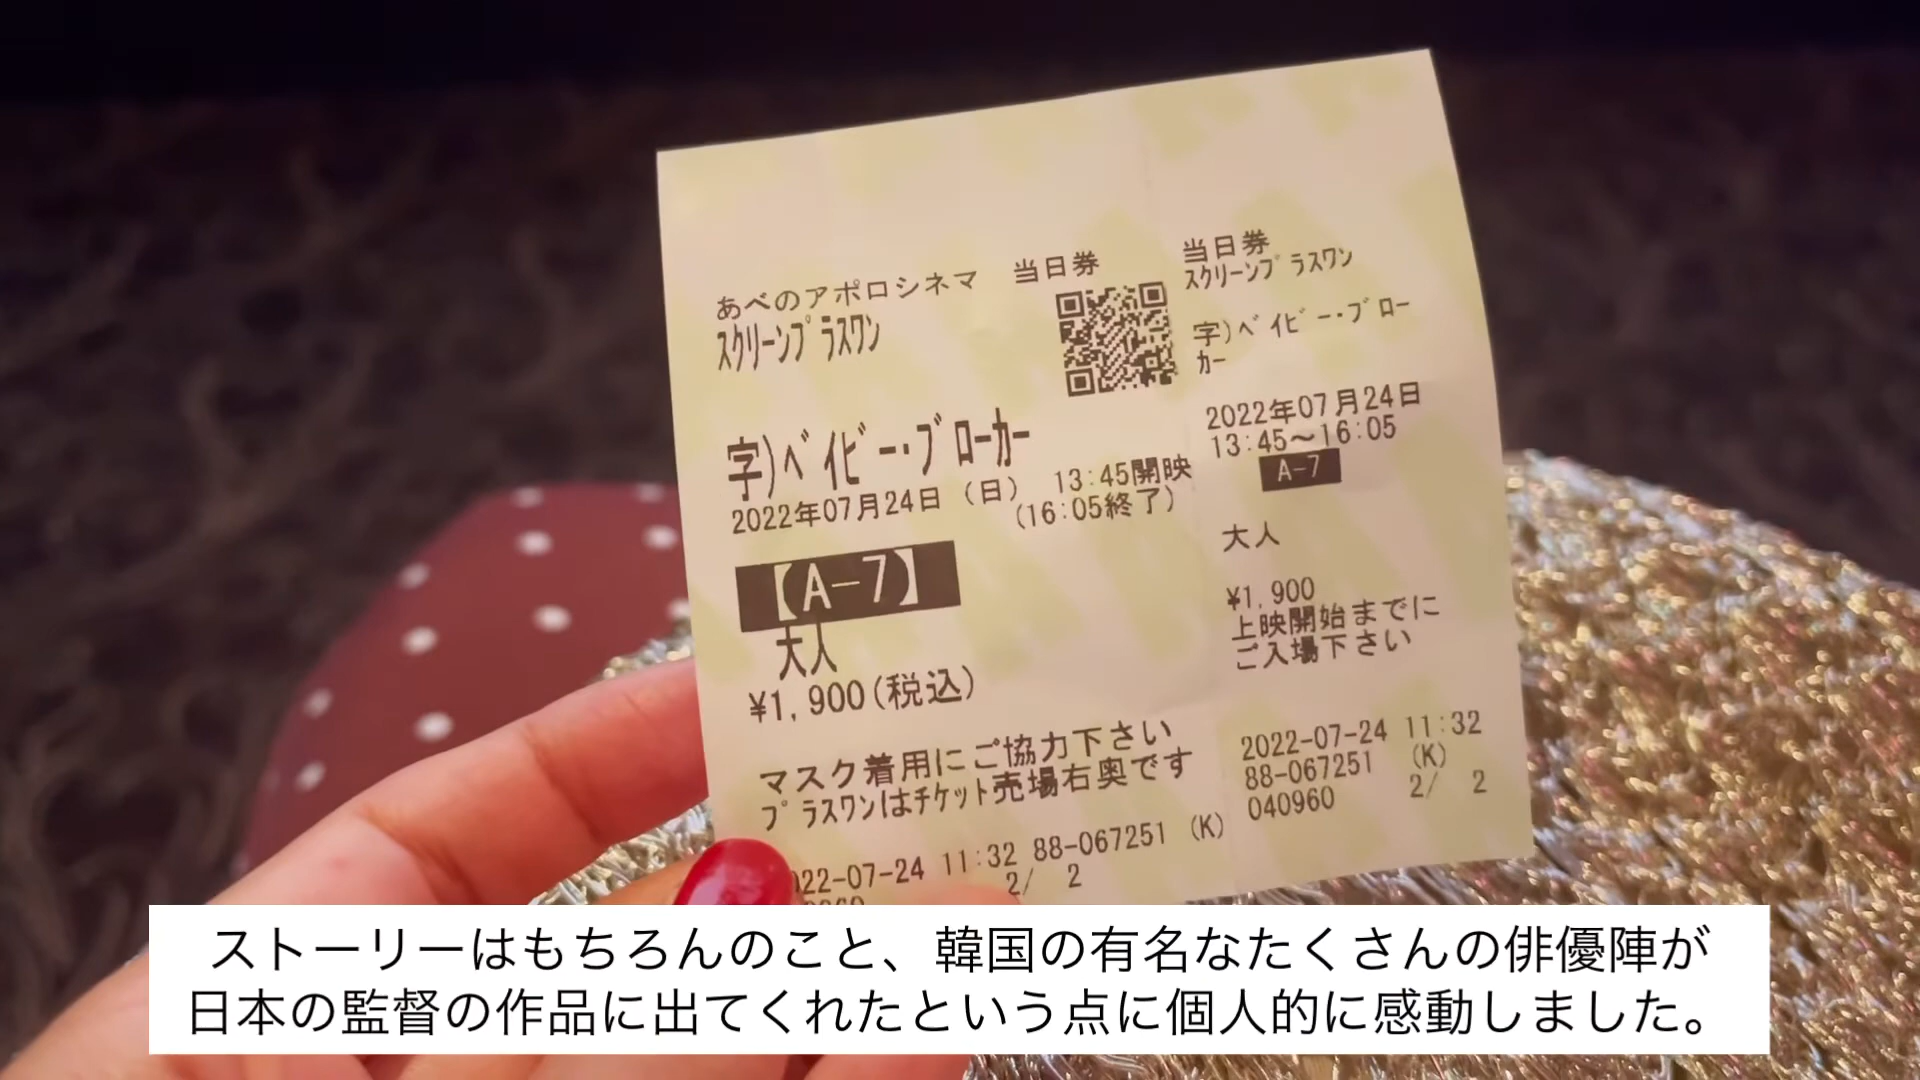 あべのアポロシネマ 当日券
スクリーンプラスワン
字)ベイビー・ブローカー
2022年07月24日(日) 13:45開映
(16:05終了)
【A-7】
大人
¥1,900(税込)
マスク着用にご協力下さい
プラスワンはチケット売場右奥です
22-07-24 11:32 88-067251 (K)
2/ 2
当日券
スクリーンプラスワン
字)ベイビー・ブロー
カー
2022年07月24日
13:45~16:05
A-7
大人
¥1,900
上映開始までに
ご入場下さい
2022-07-24 11:32
88-067251 (K)
040960 2/ 2
ストーリーはもちろんのこと、韓国の有名なたくさんの俳優陣が
日本の監督の作品に出てくれたという点に個人的に感動しました。